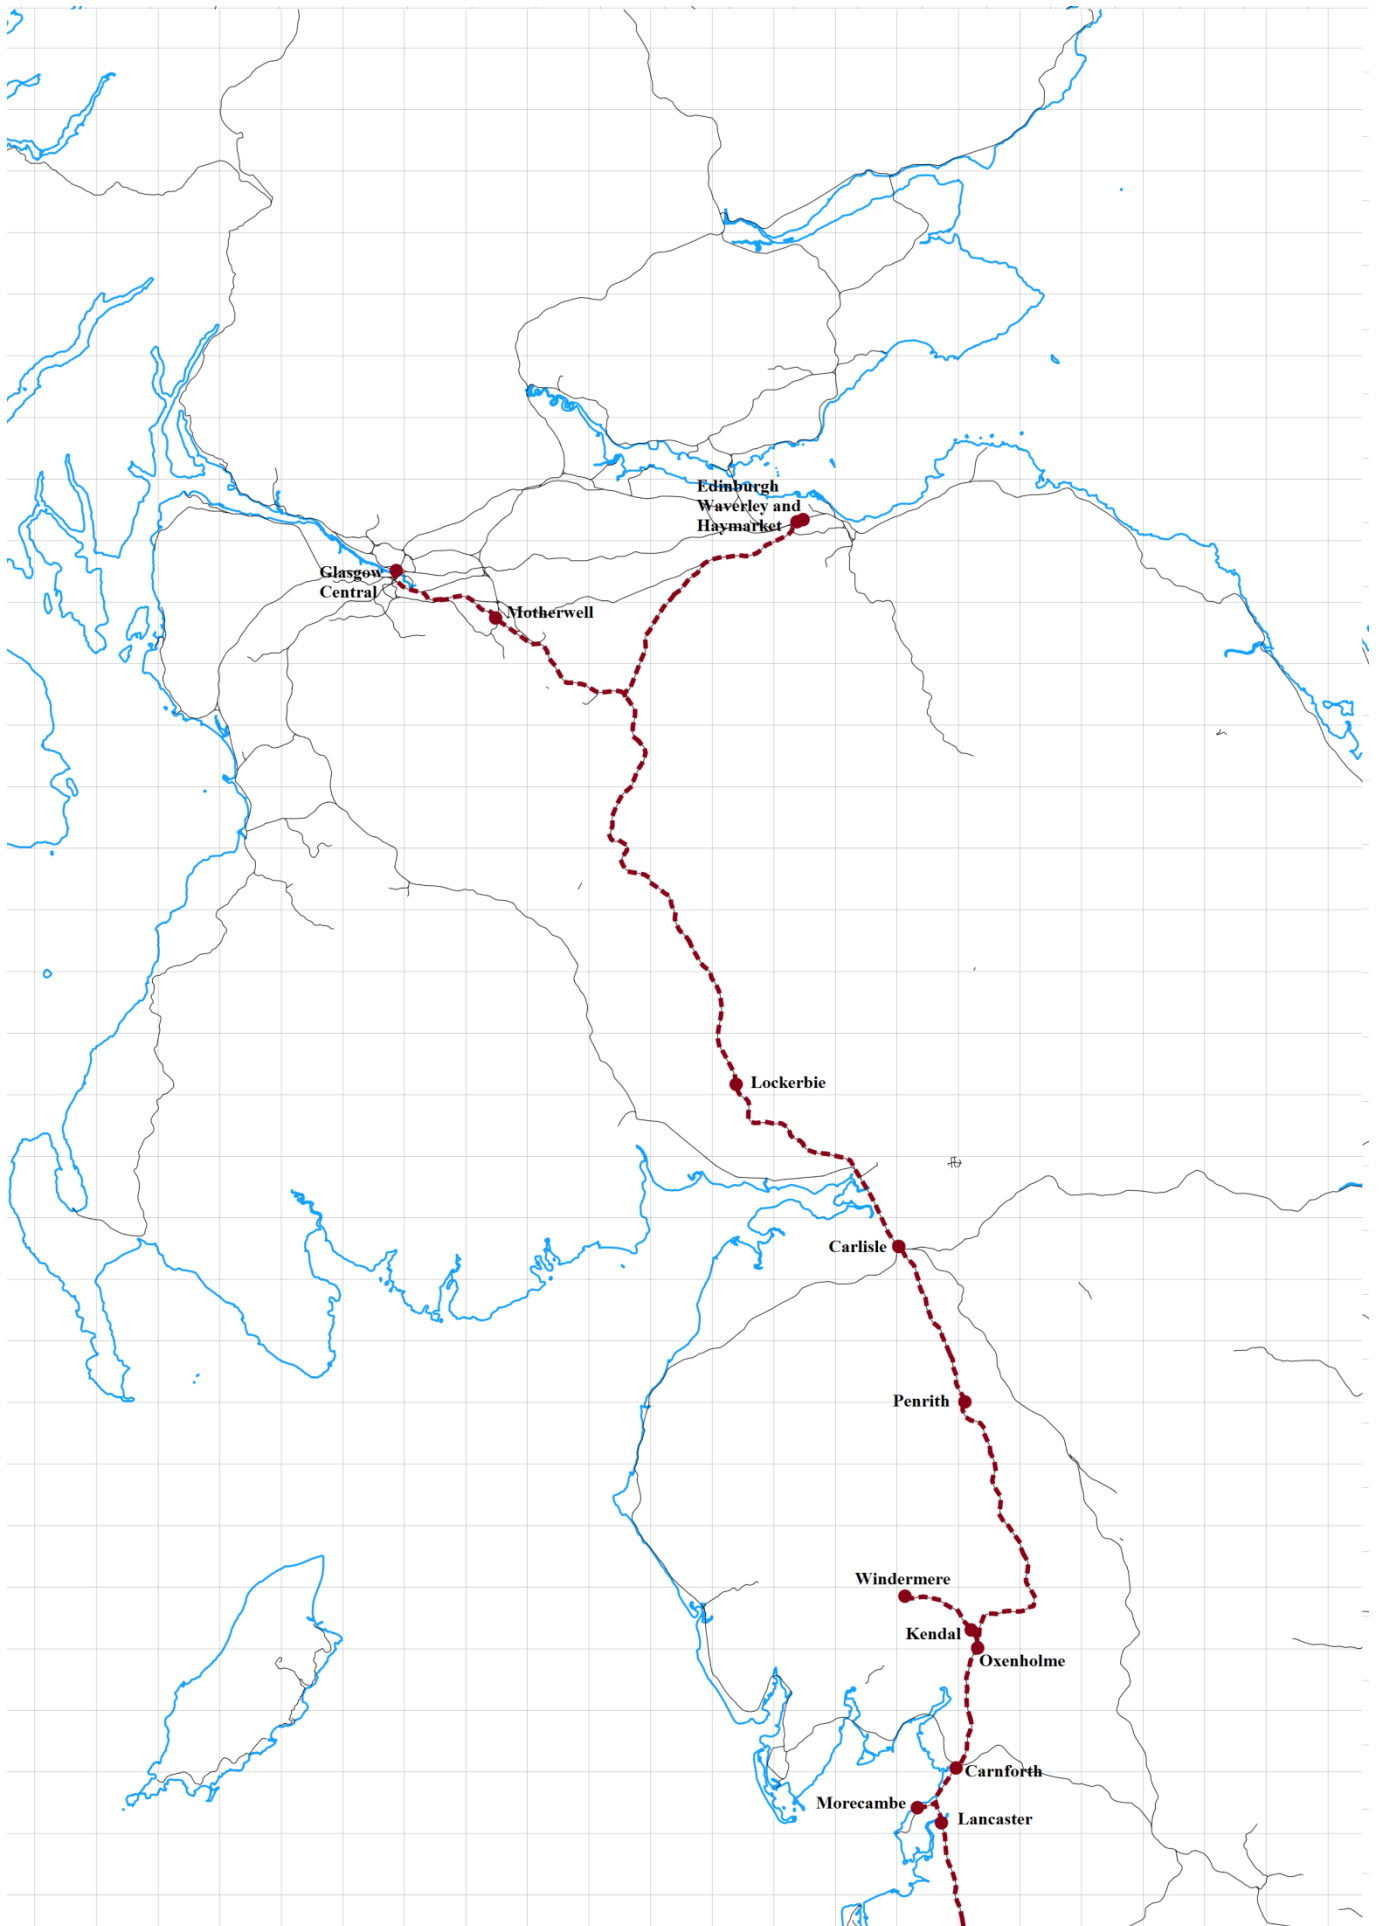 Edinburgh
Waverley and
Haymarket
Glasgow
Central
Motherwell
Lockerbie
Carlisle
Penrith
Windermere
Kendal
Oxenholme
Carnforth
Morecambe
Lancaster